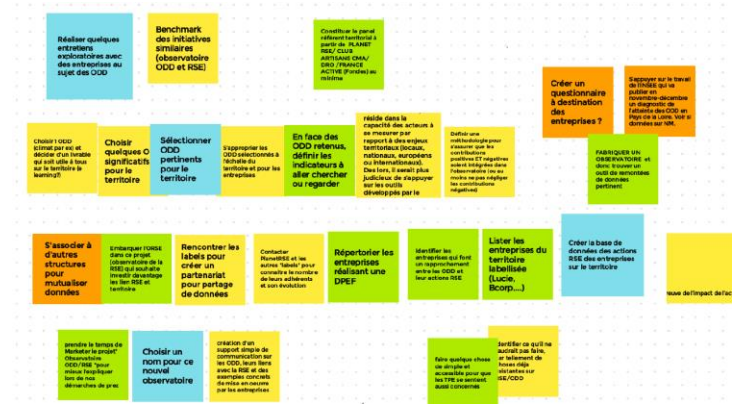 Réaliser quelques
entretiens
exploratoires avec
des entreprises au
sujet des ODD
Benchmark
des initiatives
similaires
(observatoire
ODD et RSE)
Constituer le panel
référent territorial à
partir de PLANET
RSE/ CLUB
ARTISANS CMA/
DRO /FRANCE
ACTIVE (Fondes) au
minima
Créer un
questionnaire
à destination
des
entreprises ?
S'appuyer sur le travail
de l'INSEE qui va
publier en
novembre-décembre
un diagnostic de
l'atteinte des ODD en
Pays de la Loire. Voir si
données sur NM.
FABRIQUER UN
OBSERVATOIRE et
donc trouver un
outil de remontées
de données
pertinent
Choisir 1 ODD
(climat par ex) et
décider d'un livrable
qui soit utile à tous
sur le territoire (e
learning?)
Choisir
quelques O
significatifs
pour le
territoire
Sélectionner
ODD
pertinents
pour le
territoire
S'approprier les
ODD sélectionnés à
l'échelle du
territoire et pour les
entreprises
En face des
ODD retenus,
définir les
indicateurs à
aller chercher
ou regarder
réside dans la
capacité des acteurs à
se mesurer par
rapport à des enjeux
territoriaux (locaux,
nationaux, européens
ou internationaux).
Des lors, il serait plus
judicieux de s'appuyer
sur les outils
développés par le
Définir une
méthodologie pour
s'assurer que les
contributions
positives ET négatives
soient intégrées dans
l'observatoire (ou au
moins ne pas négliger
les contributions
négatives)
S'associer à
d'autres
structures
pour
mutualiser
données
Embarquer l'ORSE
dans ce projet
(observatoire de la
RSE) qui souhaite
investir davantage
les lien RSE et
territoire
Rencontrer les
labels pour
créer un
partenariat
pour partage
de données
Contacter
PlanetRSE et les
autres "labels" pour
connaitre le nombre
de leurs adhérents
et son évolution
Répertorier les
entreprises
réalisant une
DPEF
Identifier les
entreprises qui font
un rapprochement
entre les ODD et
leur actions RSE
Lister les
entreprises du
territoire
labellisée
(Lucie,
Bcorp....)
Créer la base de
données des actions
RSE des entreprises
sur le territoire
reuve de l'impact de l'ac
prendre le temps de
Marketer le projet"
Observatoire
ODD/RSE "pour
mieux l'expliquer
lors de nos
démarches de pres
Choisir un
nom pour ce
nouvel
observatoire
création d'un
support simple de
communication sur
les ODD, leurs liens
avec la RSE et des
exemples concrets
de mise en oeuvre
par les entreprises
faire quelque chose
de simple et
accessible pour que
les TPE se sentent
aussi concernés
dentifier ce qu'il ne
audrait pas faire,
ar tellement de
hoses déjà
xistantes sur
SE/ODD